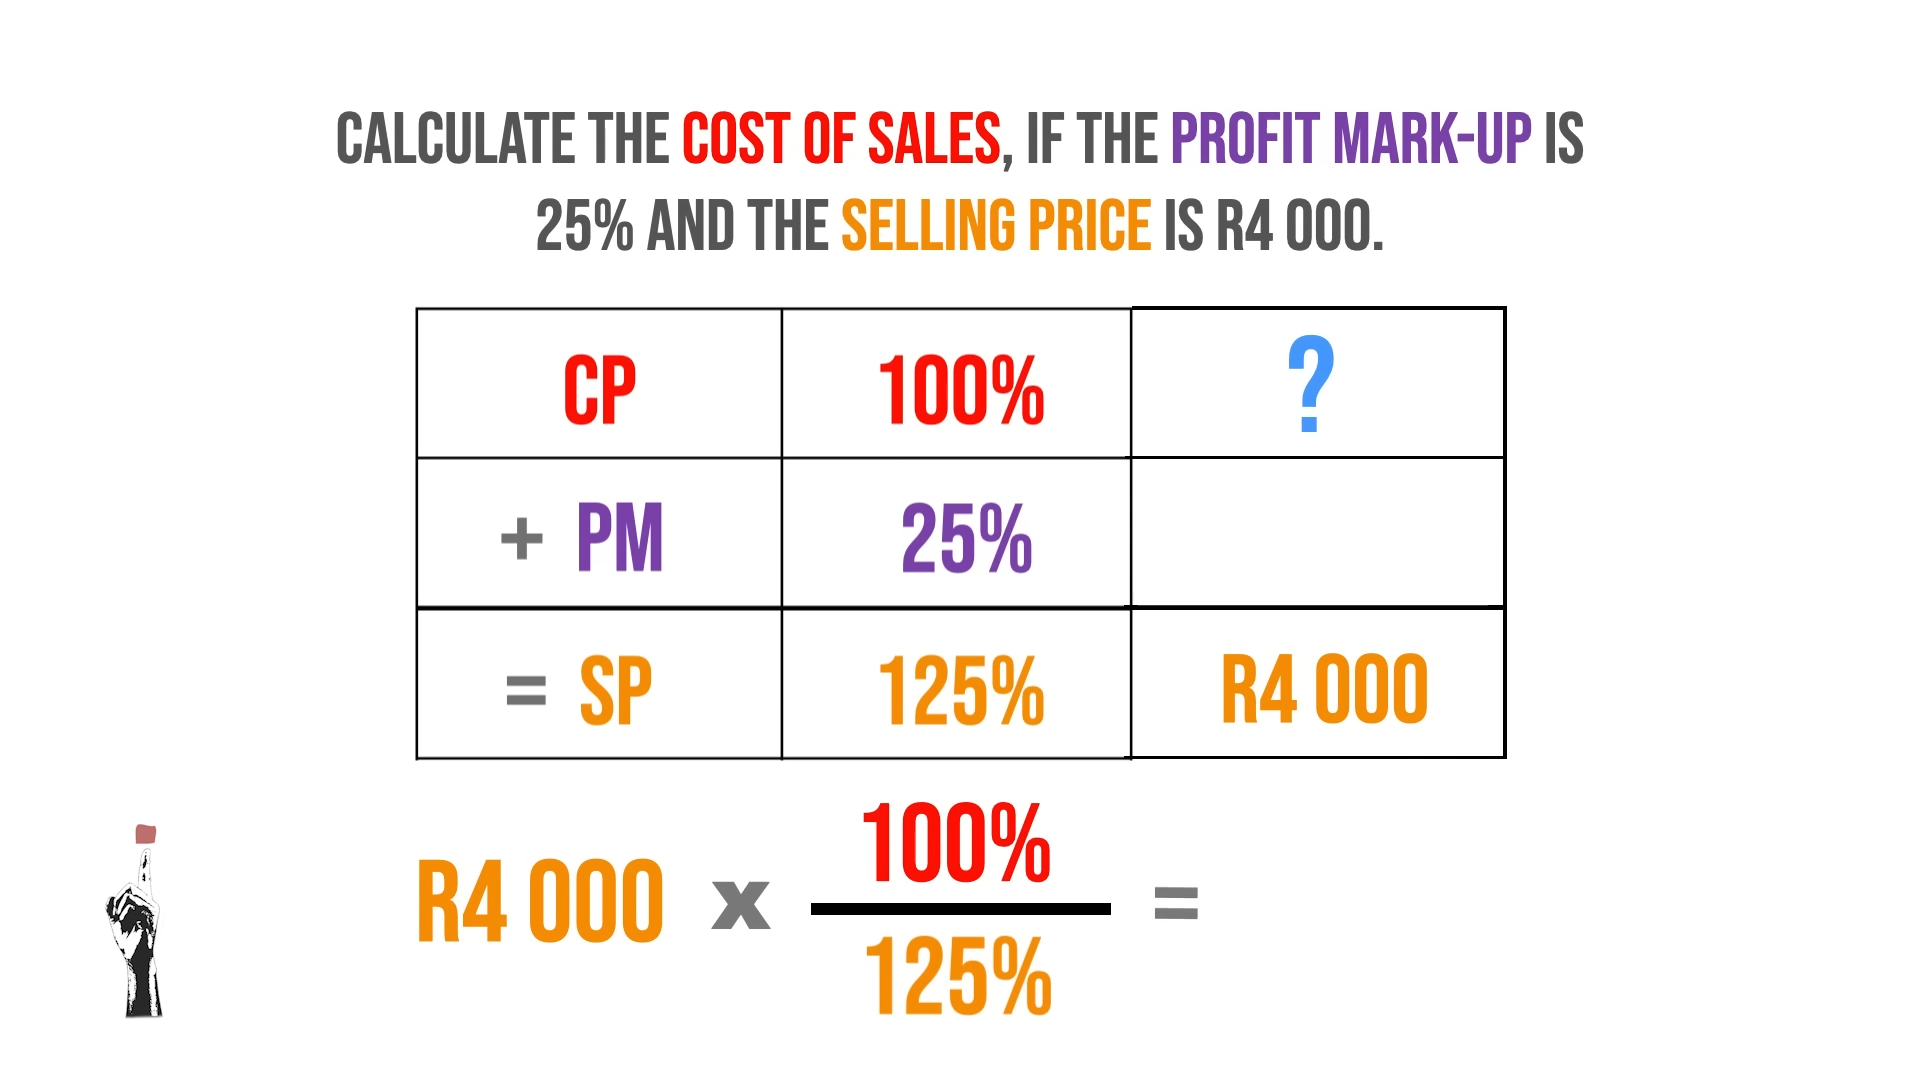 CALCULATE THE COST OF SALES, IF THE PROFIT MARK-UP IS
25% AND THE SELLING PRICE IS R4 000.
CP 100% ?
+ PM 25%
= SP 125% R4 000
100%
R4 000 x =
125%